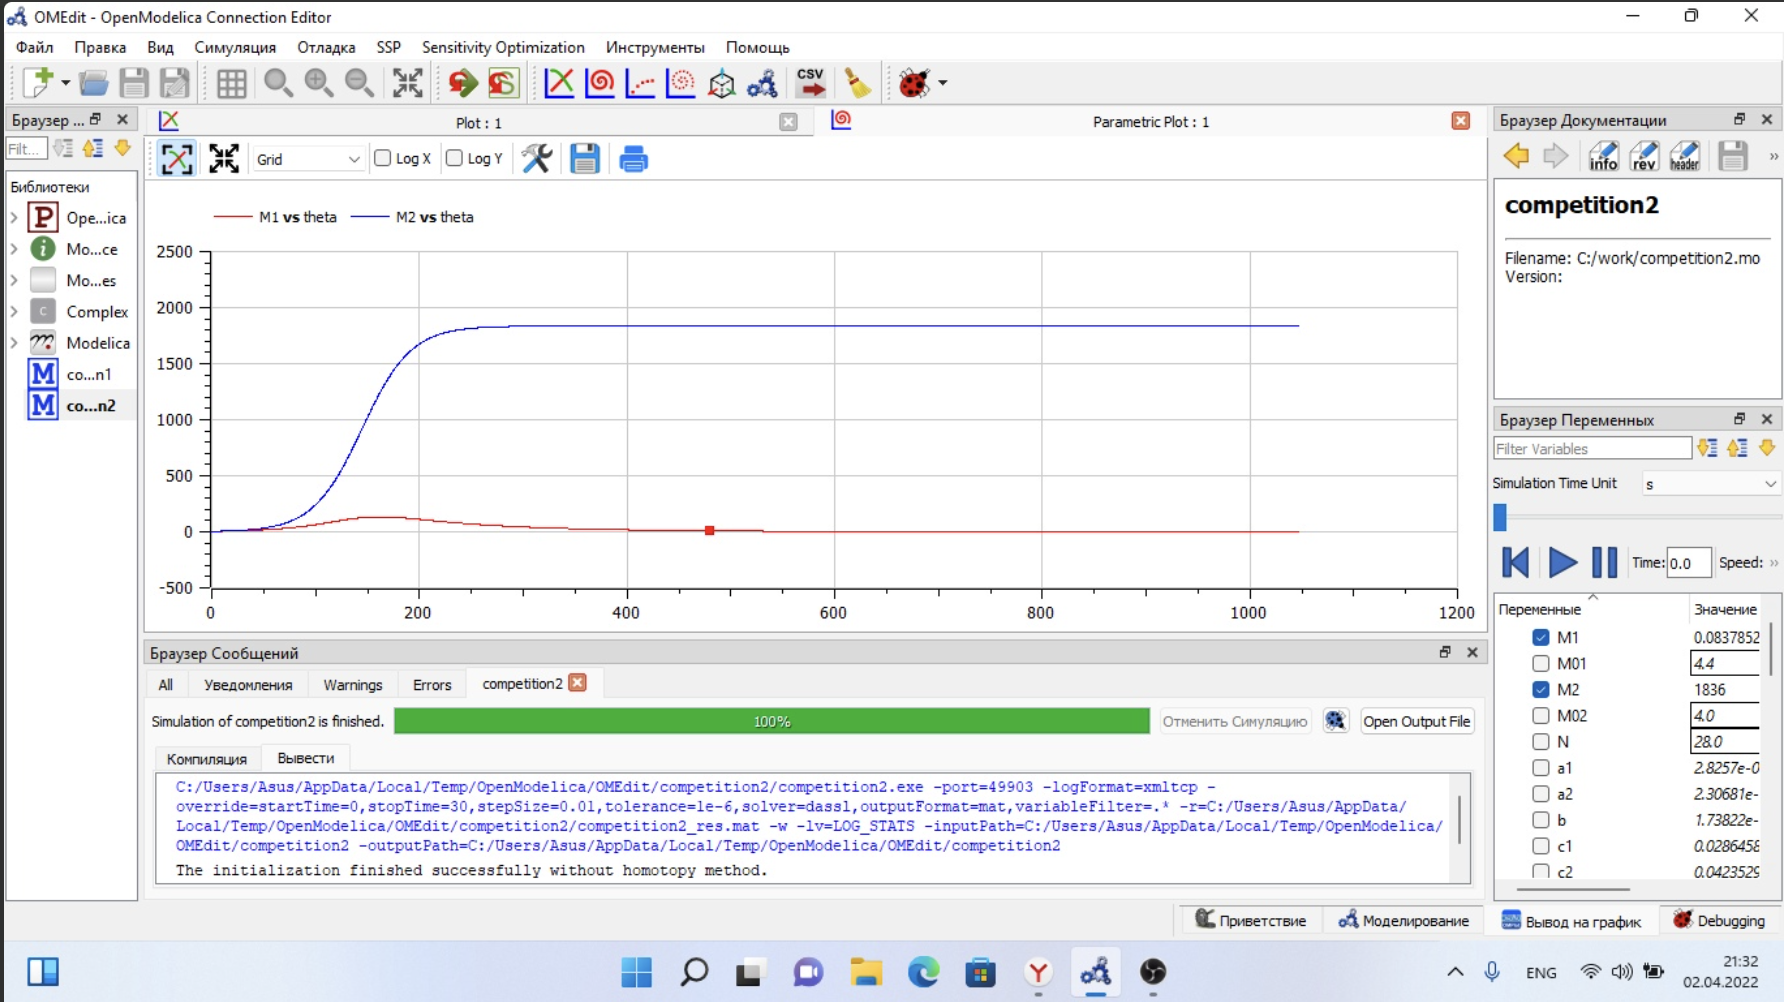 OMEdit - OpenModelica Connection Editor
Файл Правка Вид Симуляция Отладка SSP Sensitivity Optimization Инструменты Помощь
CSV
Браузер ...
Plot : 1
Parametric Plot : 1
Браузер Документации
Filt...
Grid
Log X
Log Y
info
rev
header
Библиотеки
Ope...ica
Mo...ce
Mo...es
Complex
Modelica
co...n1
co...n2
M1 vs theta
M2 vs theta
2500
2000
1500
1000
500
0
-500
0 200 400 600 800 1000 1200
competition2
Filename: C:/work/competition2.mo
Version:
Браузер Переменных
Filter Variables
Simulation Time Unit s
Time: 0.0 Speed:
Переменные Значение
M1 0.0837852
M01 4.4
M2 1836
M02 4.0
N 28.0
a1 2.8257e-0
a2 2.30681e-
b 1.73822e-
c1 0.0286458
c2 0.0423529
Браузер Сообщений
All Уведомления Warnings Errors competition2
Simulation of competition2 is finished. 100% Отменить Симуляцию Open Output File
Компиляция Вывести
C:/Users/Asus/AppData/Local/Temp/OpenModelica/OMEdit/competition2/competition2.exe -port=49903 -logFormat=xmltcp -
override=startTime=0,stopTime=30,stepSize=0.01,tolerance=1e-6,solver=dassl,outputFormat=mat,variableFilter=.* -r=C:/Users/Asus/AppData/
Local/Temp/OpenModelica/OMEdit/competition2/competition2_res.mat -w -lv=LOG_STATS -inputPath=C:/Users/Asus/AppData/Local/Temp/OpenModelica/
OMEdit/competition2 -outputPath=C:/Users/Asus/AppData/Local/Temp/OpenModelica/OMEdit/competition2
The initialization finished successfully without homotopy method.
Приветствие Моделирование Вывод на график Debugging
ENG
21:32
02.04.2022